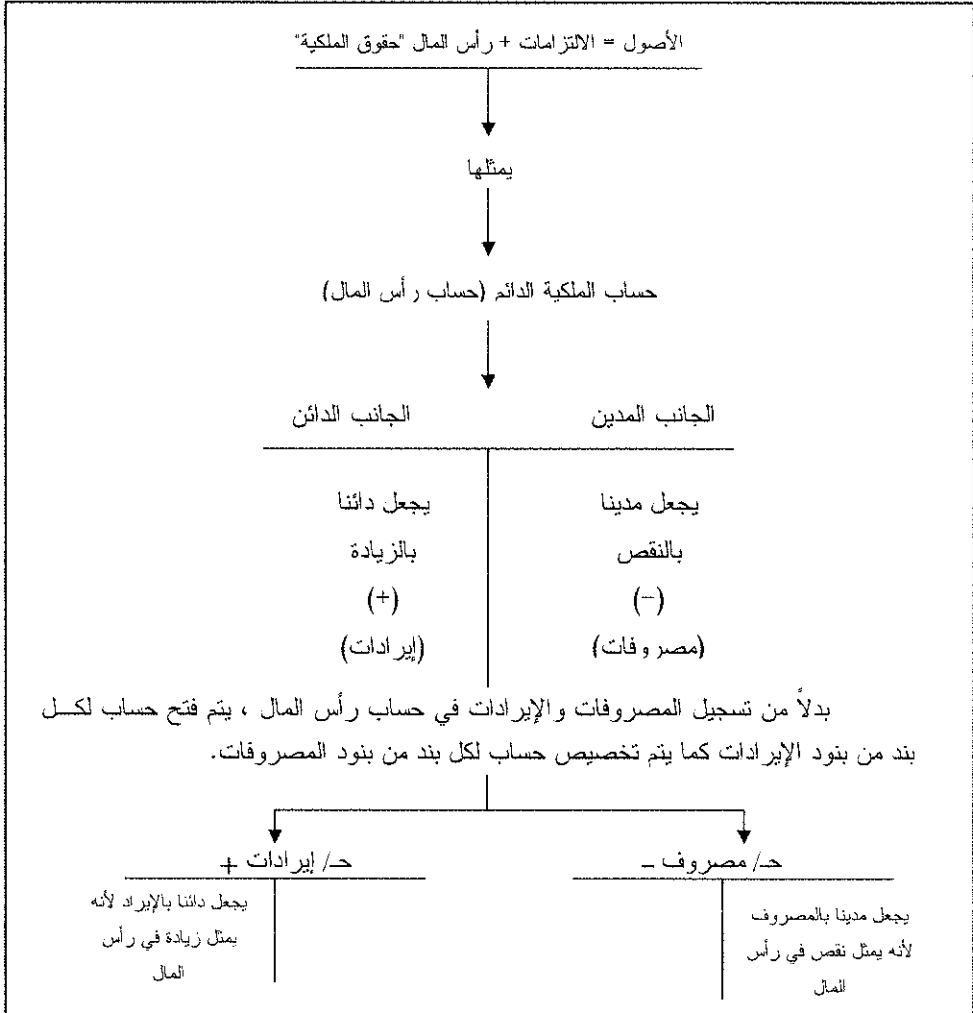 الأصول = الالتزامات + رأس المال "حقوق الملكية"
يمثلها
حساب الملكية الدائم (حساب رأس المال)
الجانب المدين
الجانب الدائن
يجعل مدينا
بالنقص
(−)
(مصروفات)
يجعل دائنا
بالزيادة
(+)
(إيرادات)
بدلاً من تسجيل المصروفات والإيرادات في حساب رأس المال ، يتم فتح حساب لكل
بند من بنود الإيرادات كما يتم تخصيص حساب لكل بند من بنود المصروفات.
حـ/ مصروف −
حـ/ إيرادات +
يجعل مدينا بالمصروف
لأنه يمثل نقص في رأس
المال
يجعل دائنا بالإيراد لأنه
يمثل زيادة في رأس
المال